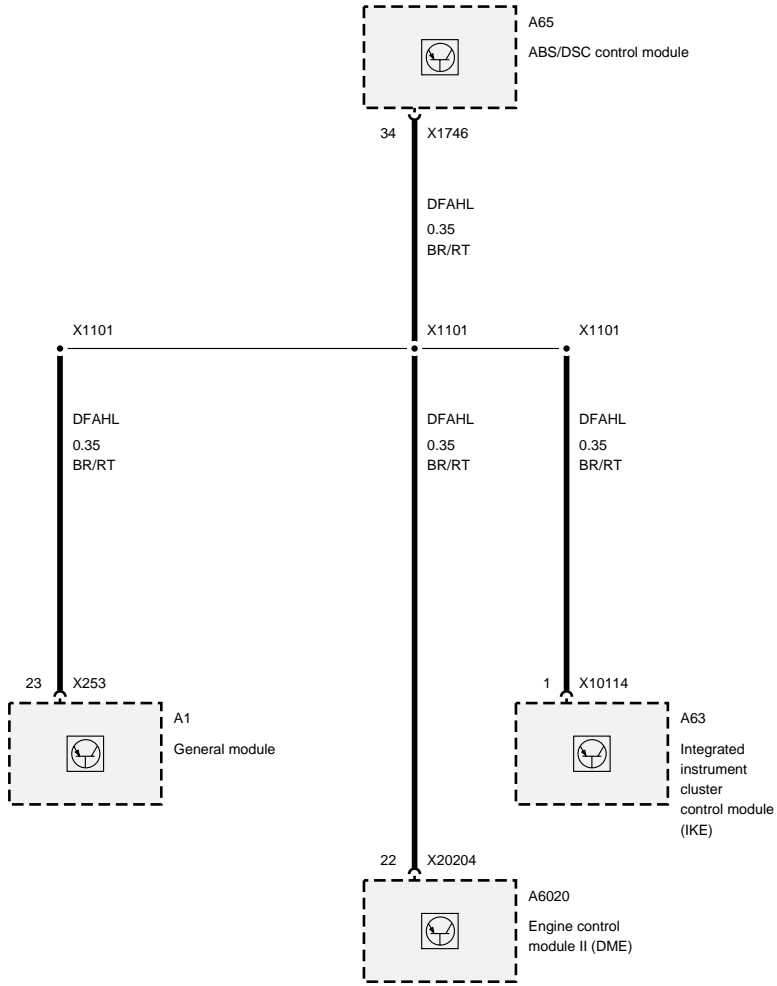 A65
ABS/DSC control module
34
X1746
DFAHL
0.35
BR/RT
X1101
X1101
X1101
DFAHL
0.35
BR/RT
DFAHL
0.35
BR/RT
DFAHL
0.35
BR/RT
23
X253
1
X10114
A1
General module
A63
Integrated
instrument
cluster
control module
(IKE)
22
X20204
A6020
Engine control
module II (DME)